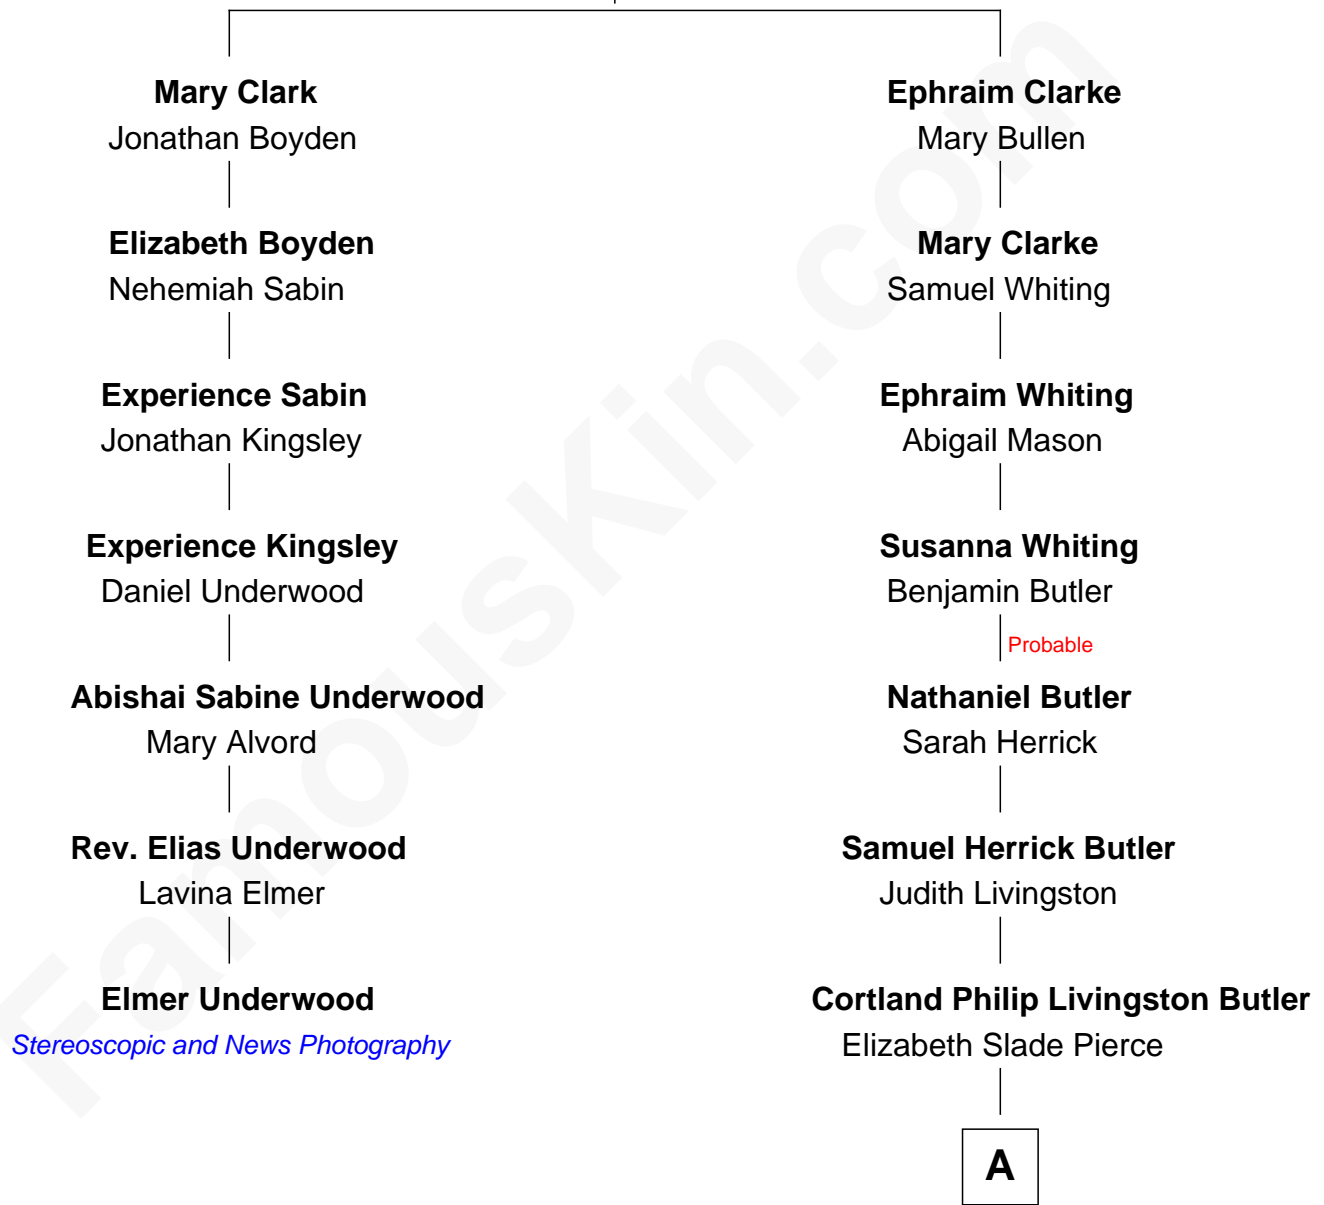 Mary Clark
Jonathan Boyden
Elizabeth Boyden
Nehemiah Sabin
Experience Sabin
Jonathan Kingsley
Experience Kingsley
Daniel Underwood
Abishai Sabine Underwood
Mary Alvord
Rev. Elias Underwood
Lavina Elmer
Elmer Underwood
Stereoscopic and News Photography
Ephraim Clarke
Mary Bullen
Mary Clarke
Samuel Whiting
Ephraim Whiting
Abigail Mason
Susanna Whiting
Benjamin Butler
Probable
Nathaniel Butler
Sarah Herrick
Samuel Herrick Butler
Judith Livingston
Cortland Philip Livingston Butler
Elizabeth Slade Pierce
A
FamousKin.com